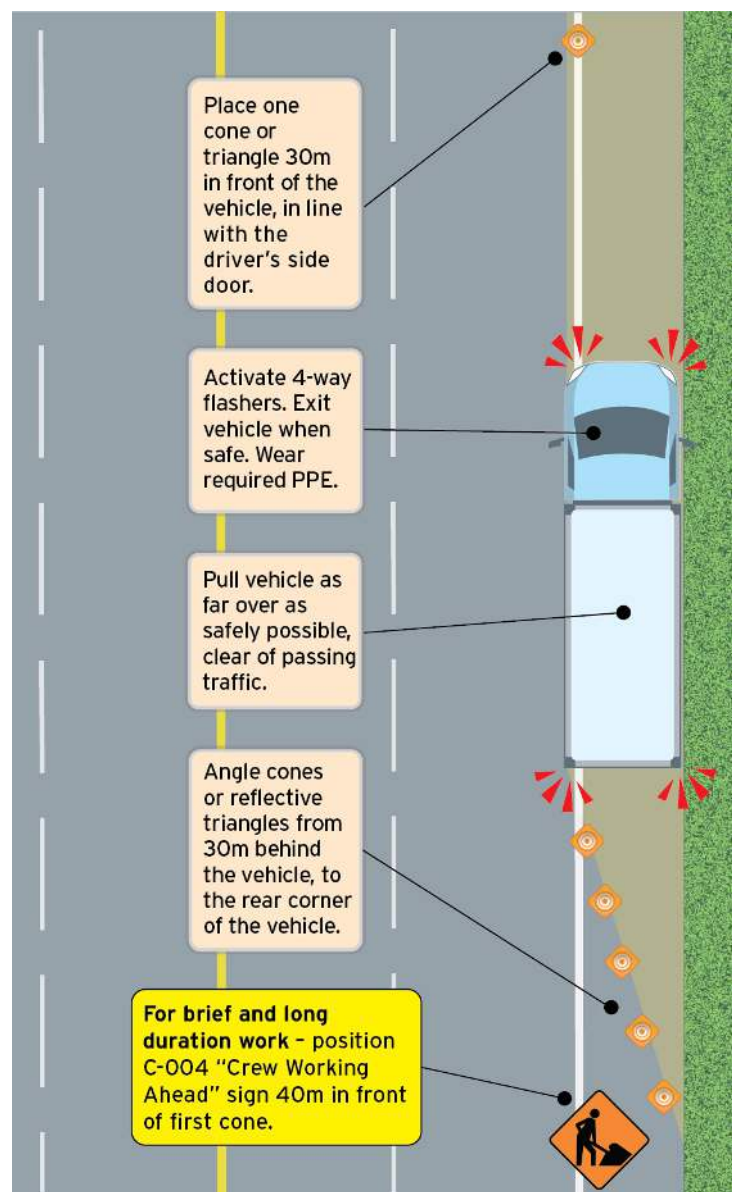 Place one
cone or
triangle 30m
in front of the
vehicle, in line
with the
driver's side
door.
Activate 4-way
flashers. Exit
vehicle when
safe. Wear
required PPE.
Pull vehicle as
far over as
safely possible,
clear of passing
traffic.
Angle cones
or reflective
triangles from
30m behind
the vehicle, to
the rear corner
of the vehicle.
For brief and long
duration work – position
C-004 “Crew Working
Ahead” sign 40m in front
of first cone.